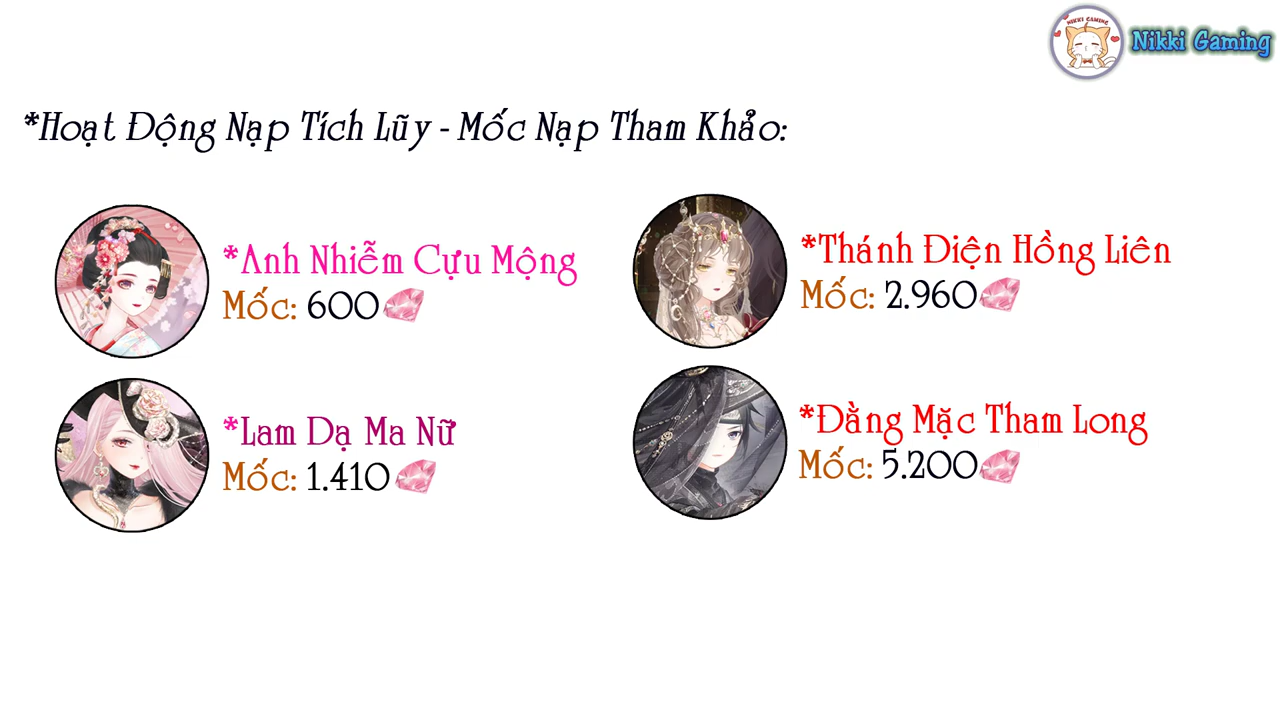 NIKKI GAMING
Nikki Gaming
*Hoạt Động Nạp Tích Lũy - Mốc Nạp Tham Khảo:
*Anh Nhiễm Cựu Mộng
Mốc: 600
*Lam Dạ Ma Nữ
Mốc: 1.410
*Thánh Điện Hồng Liên
Mốc: 2.960
*Đằng Mặc Tham Long
Mốc: 5.200